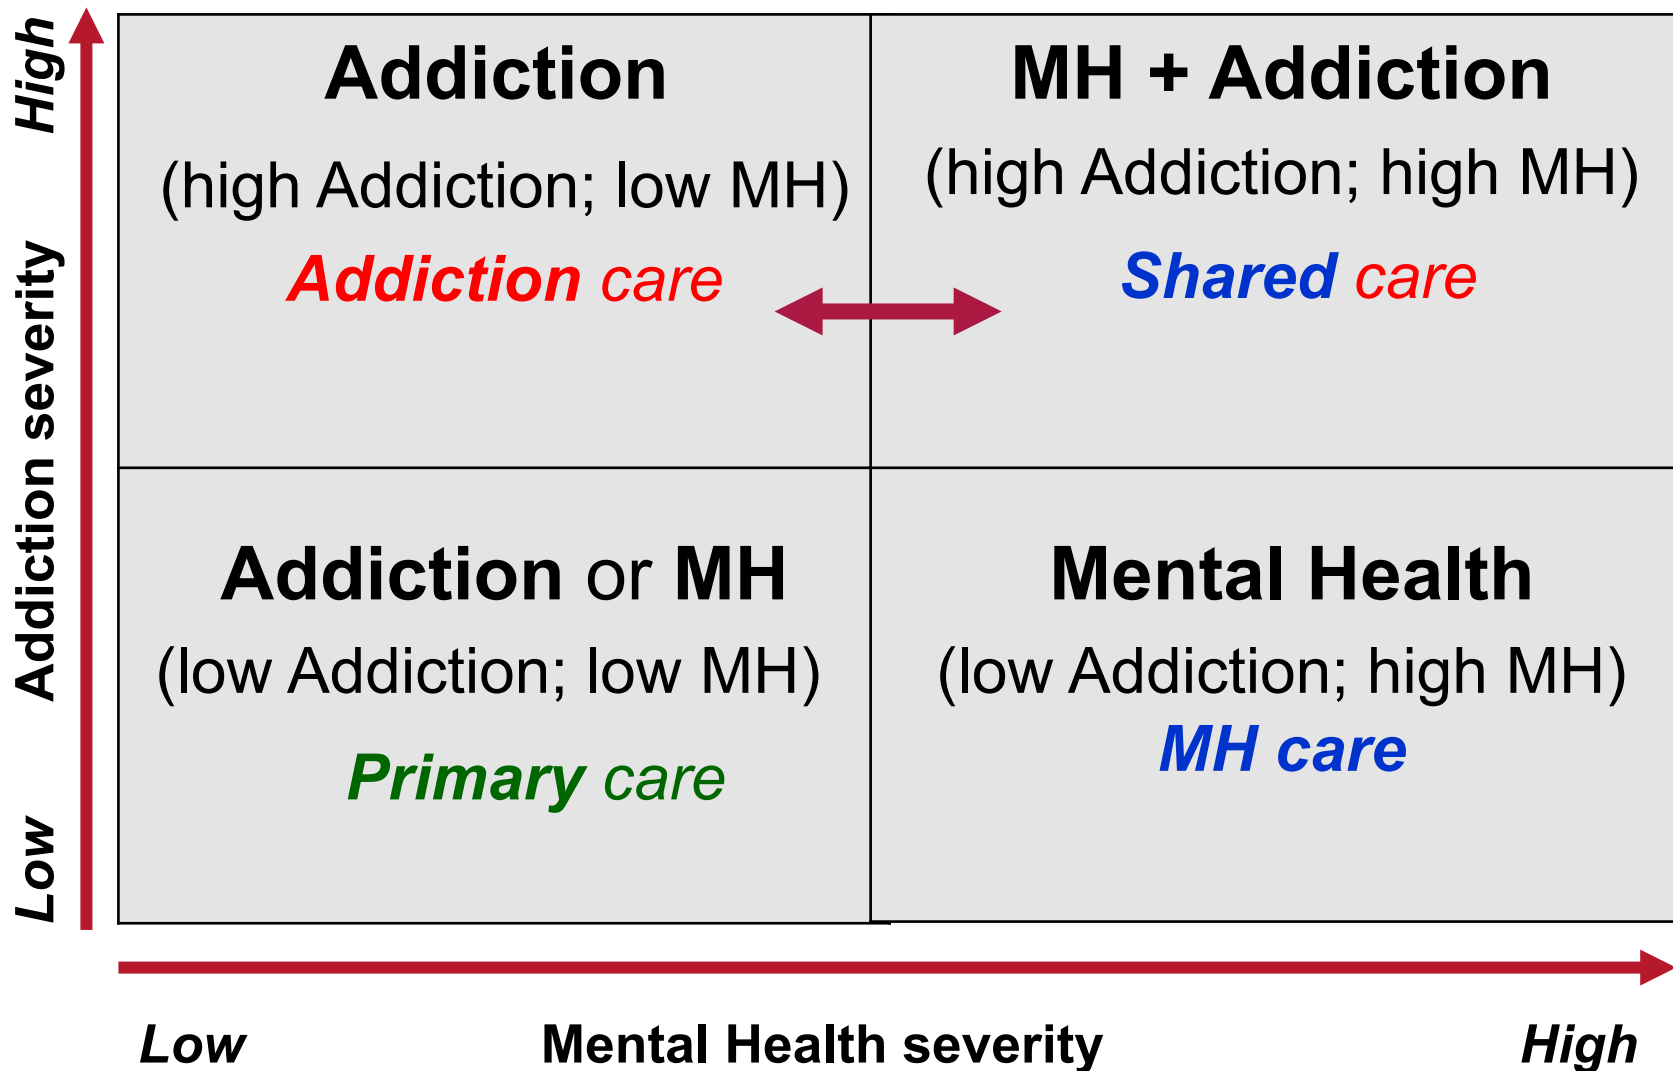 High
Addiction severity
Low
Addiction
(high Addiction; low MH)
Addiction care
MH + Addiction
(high Addiction; high MH)
Shared care
Addiction or MH
(low Addiction; low MH)
Primary care
Mental Health
(low Addiction; high MH)
MH care
Low
Mental Health severity
High